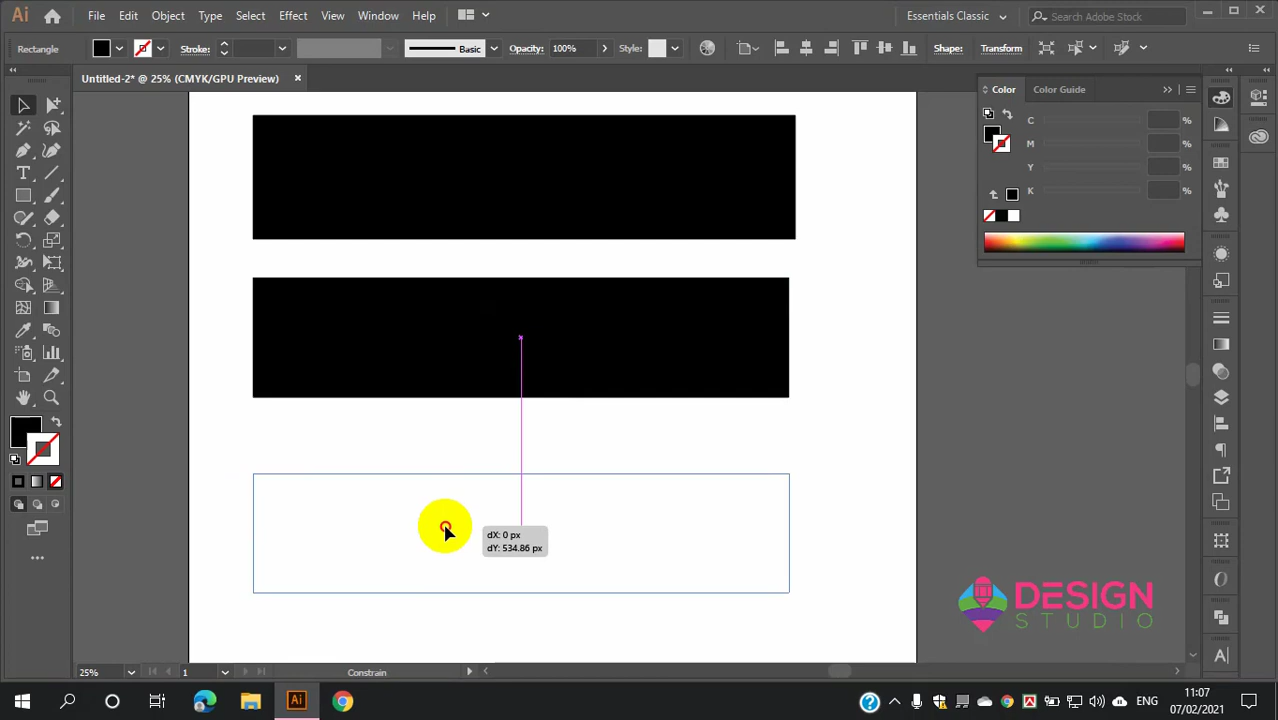 Ai File Edit Object Type Select Effect View Window Help Essentials Classic Search Adobe Stock
Rectangle Stroke: Basic Opacity: 100% Style: Shape: Transform
Untitled-2* @ 25% (CMYK/GPU Preview)
Color Color Guide
C %
M %
Y %
K %
dX: 0 px
dY: 534.86 px
DESIGN
STUDIO
25% 1 Constrain
Ai ENG 11:07
07/02/2021